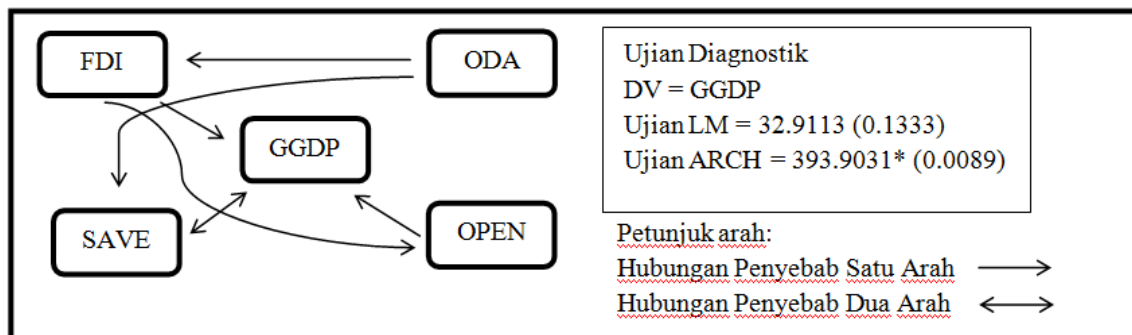 FDI
ODA
GGDP
SAVE
OPEN
Ujian Diagnostik
DV = GGDP
Ujian LM = 32.9113 (0.1333)
Ujian ARCH = 393.9031* (0.0089)
Petunjuk arah:
Hubungan Penyebab Satu Arah
Hubungan Penyebab Dua Arah